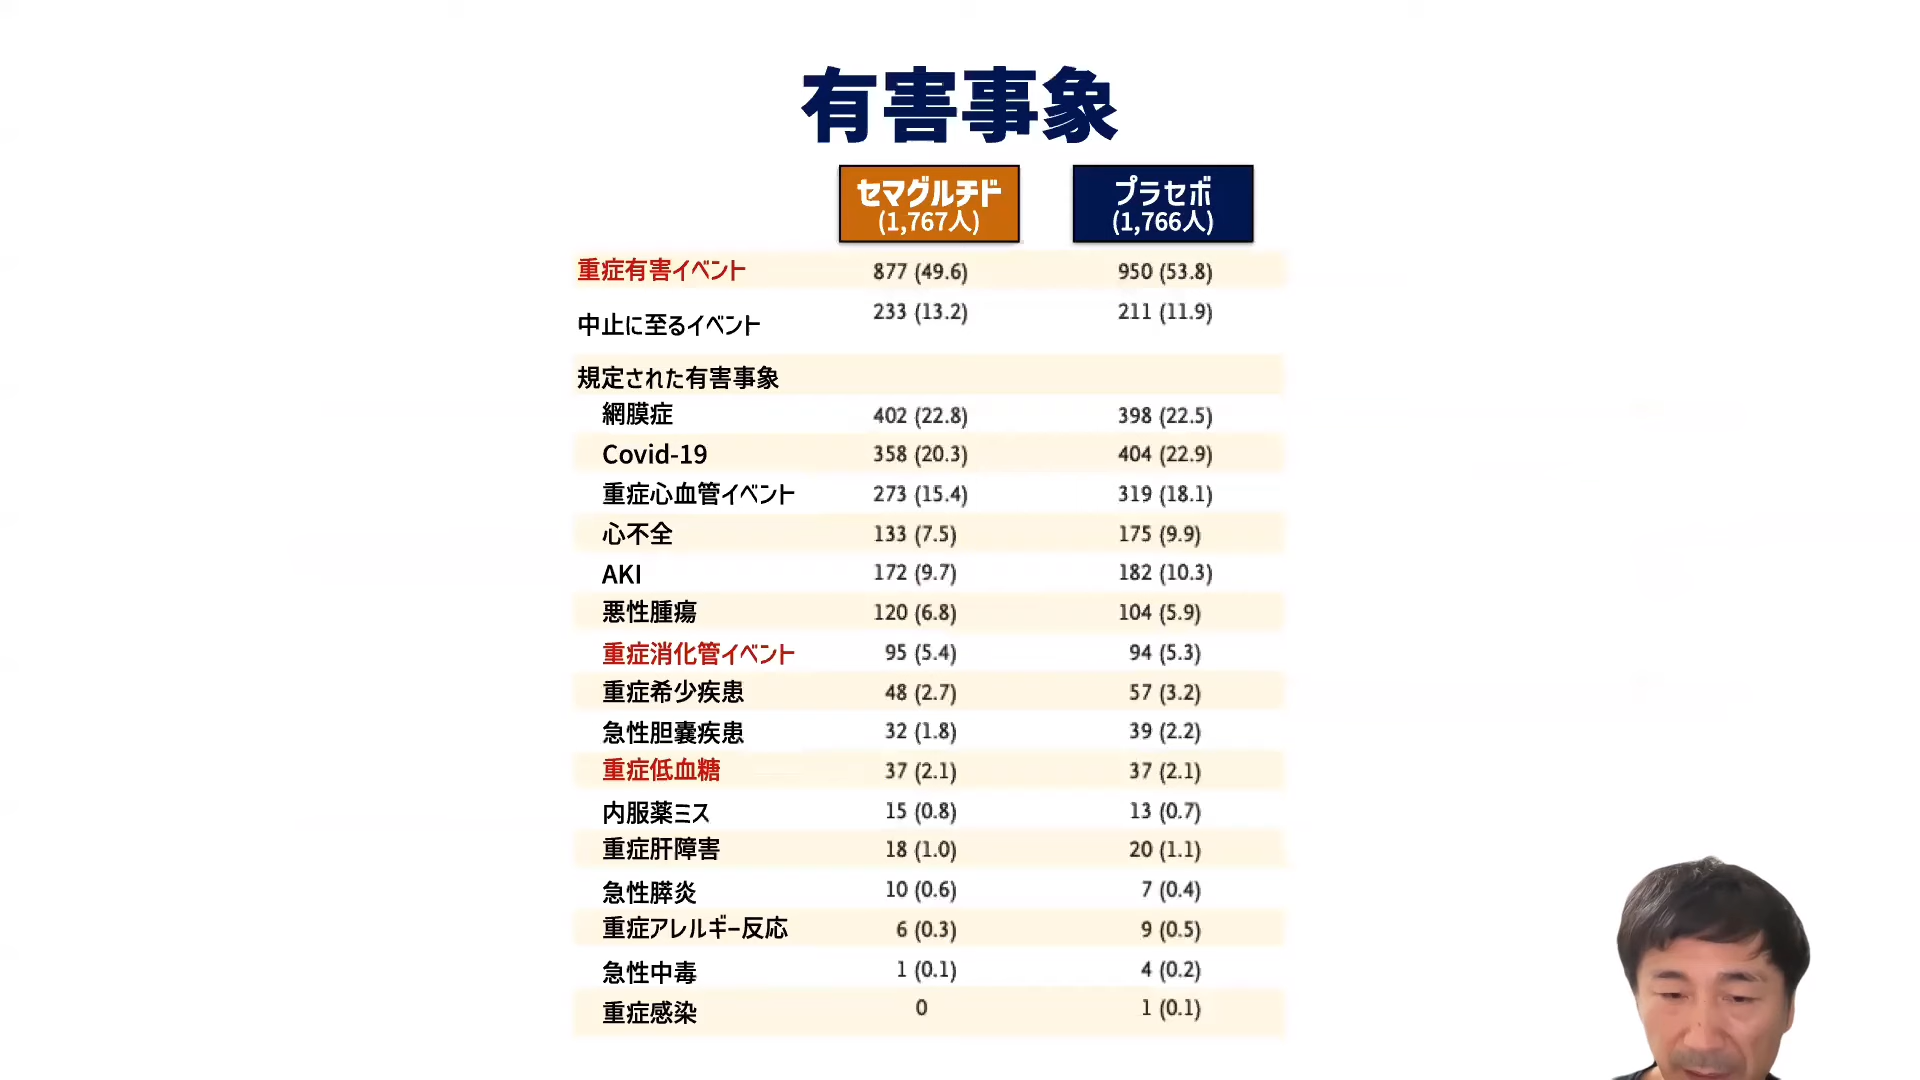 有害事象
セマグルチド
(1,767人)
プラセボ
(1,766人)
重症有害イベント 877 (49.6) 950 (53.8)
中止に至るイベント 233 (13.2) 211 (11.9)
規定された有害事象
網膜症 402 (22.8) 398 (22.5)
Covid-19 358 (20.3) 404 (22.9)
重症心血管イベント 273 (15.4) 319 (18.1)
心不全 133 (7.5) 175 (9.9)
AKI 172 (9.7) 182 (10.3)
悪性腫瘍 120 (6.8) 104 (5.9)
重症消化管イベント 95 (5.4) 94 (5.3)
重症希少疾患 48 (2.7) 57 (3.2)
急性胆嚢疾患 32 (1.8) 39 (2.2)
重症低血糖 37 (2.1) 37 (2.1)
内服薬ミス 15 (0.8) 13 (0.7)
重症肝障害 18 (1.0) 20 (1.1)
急性膵炎 10 (0.6) 7 (0.4)
重症アレルギー反応 6 (0.3) 9 (0.5)
急性中毒 1 (0.1) 4 (0.2)
重症感染 0 1 (0.1)